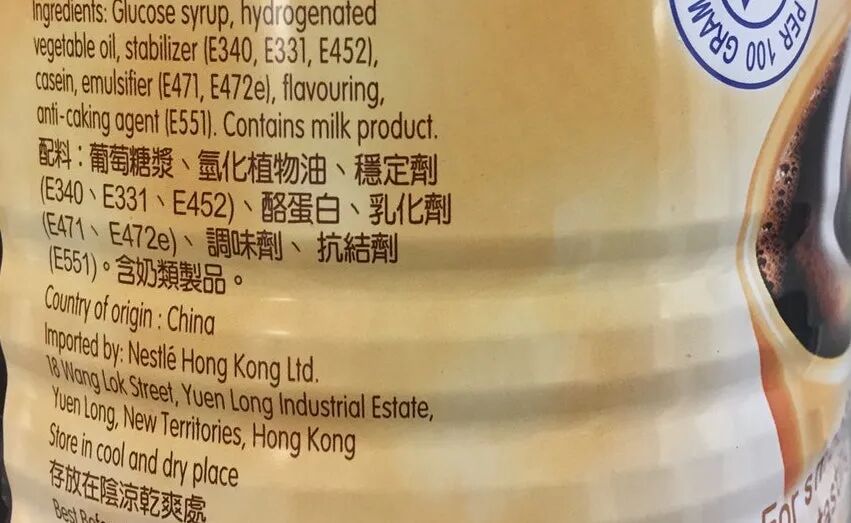 Ingredients: Glucose syrup, hydrogenated
vegetable oil, stabilizer (E340, E331, E452),
casein, emulsifier (E471, E472e), flavouring,
anti-caking agent (E551). Contains milk product.
配料：葡萄糖漿、氫化植物油、穩定劑
(E340、E331、E452)、酪蛋白、乳化劑
(E471、E472e)、調味劑、抗結劑
(E551)。含奶類製品。
Country of origin : China
Imported by: Nestlé Hong Kong Ltd.
18 Wang Lok Street, Yuen Long Industrial Estate,
Yuen Long, New Territories, Hong Kong
Store in cool and dry place
存放在陰涼乾爽處
Best
PER 100 GRAM
For